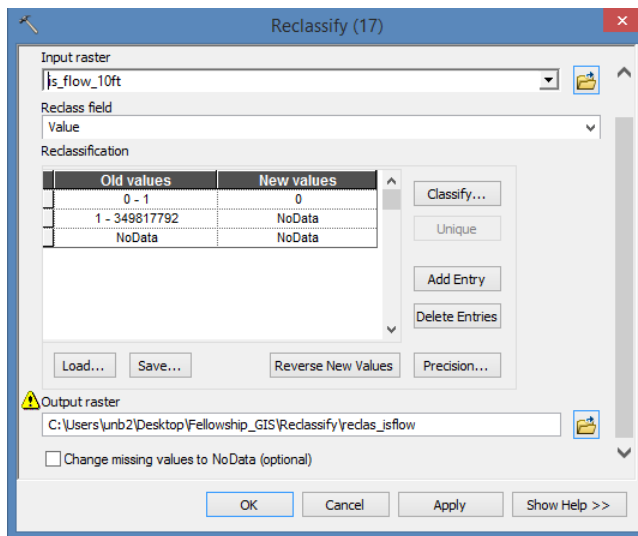 Reclassify (17)
Input raster
is_flow_10ft
Reclass field
Value
Reclassification
Old values New values
0 - 1 0
1 - 349817792 NoData
NoData NoData
Classify...
Unique
Add Entry
Delete Entries
Load... Save... Reverse New Values Precision...
Output raster
C:\Users\unb2\Desktop\Fellowship_GIS\Reclassify\reclas_isflow
Change missing values to NoData (optional)
OK Cancel Apply Show Help >>